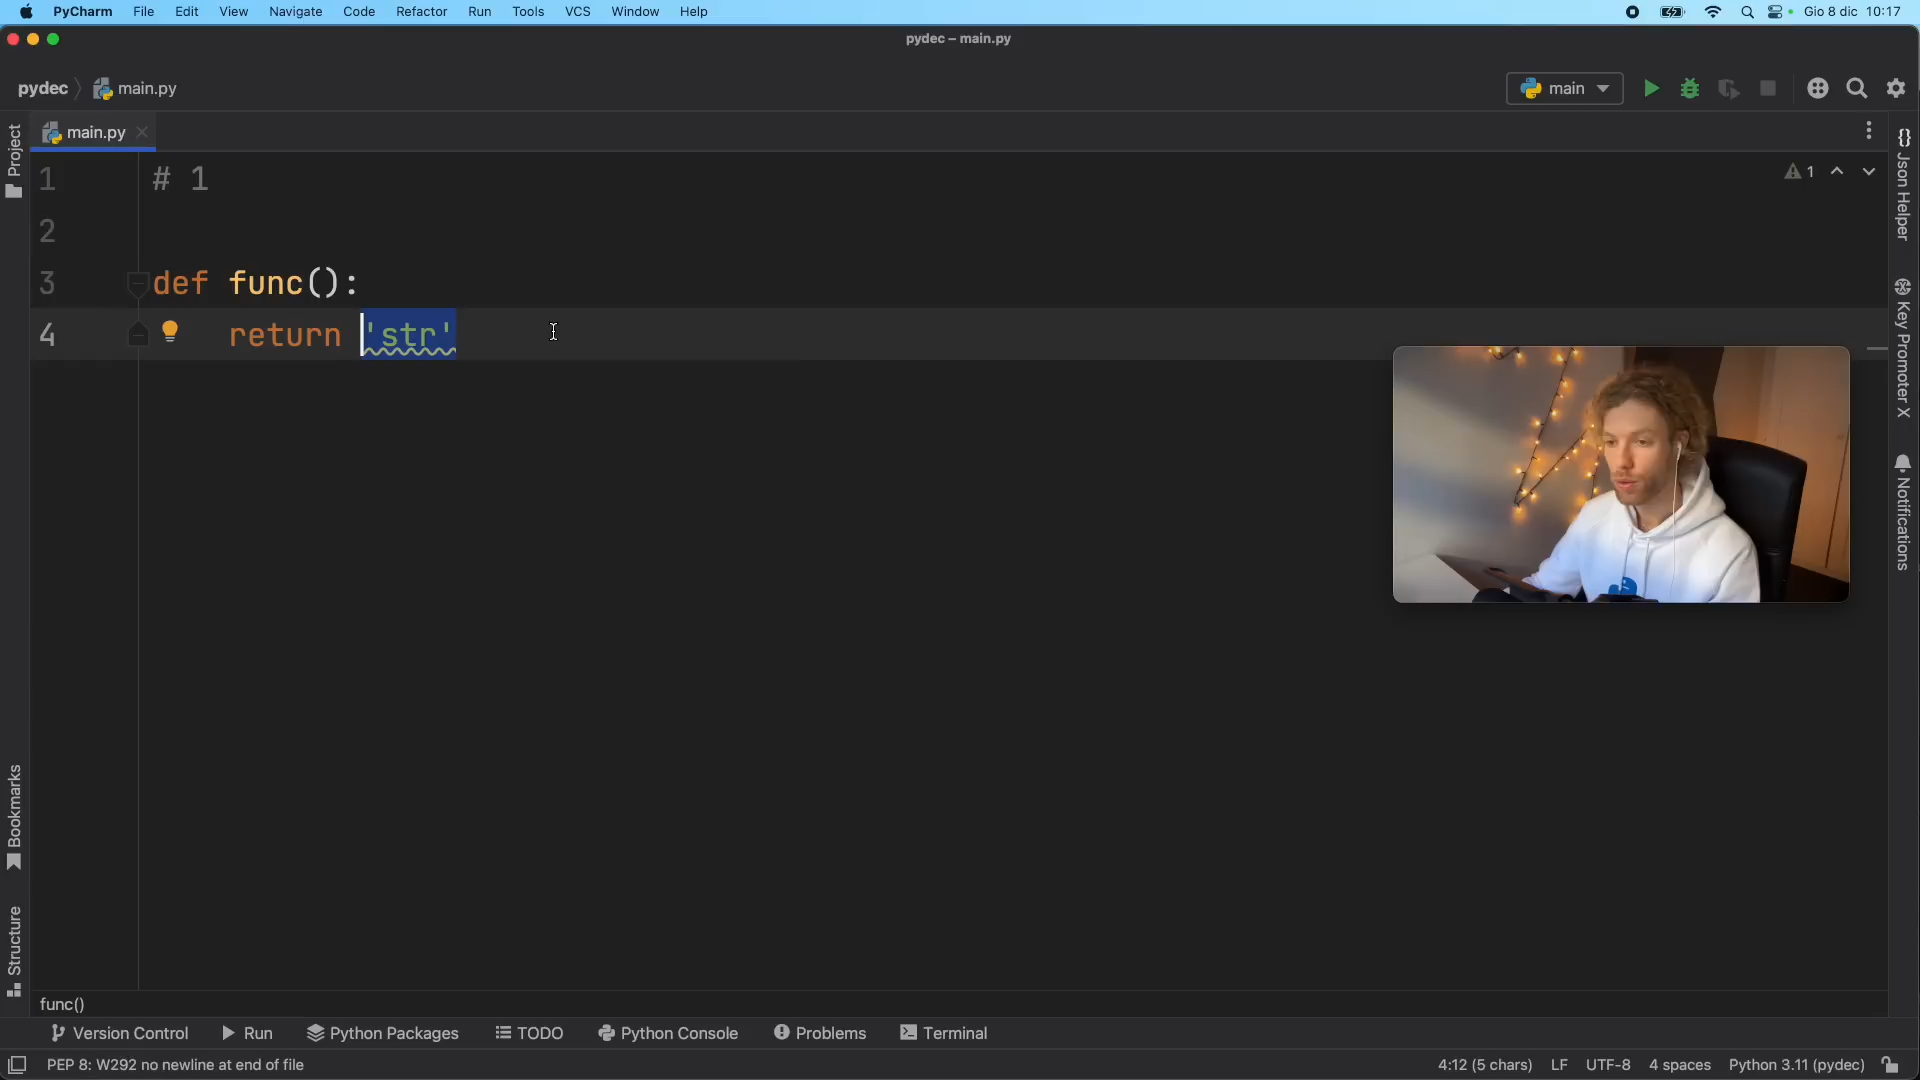 PyCharm File Edit View Navigate Code Refactor Run Tools VCS Window Help Gio 8 dic 10:17
pydec – main.py
pydec main.py main
main.py
Project
1 # 1
1
2
3 def func():
4 return 'str'
Json Helper
Key Promoter X
Notifications
Bookmarks
Structure
func()
Version Control Run Python Packages TODO Python Console Problems Terminal
PEP 8: W292 no newline at end of file 4:12 (5 chars) LF UTF-8 4 spaces Python 3.11 (pydec)